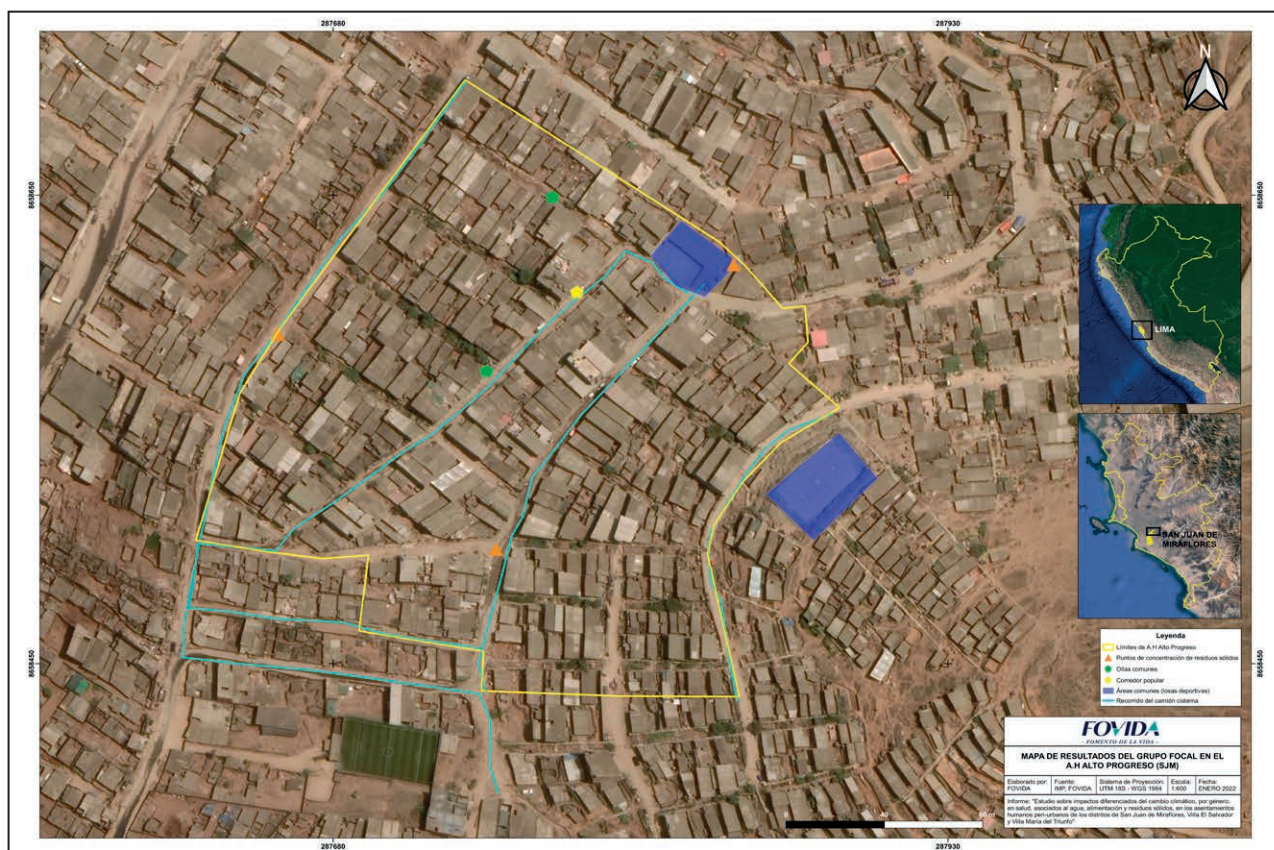 287680
287930
N
8658650
8658650
LIMA
SAN JUAN DE
MIRAFLORES
8658450
8658450
Leyenda
Límites de A.H Alto Progreso
Puntos de concentración de residuos sólidos
Ollas comunes
Comedor popular
Áreas comunes (losas deportivas)
Recorrido del camión cisterna
FOVIDA
- FOMENTO DE LA VIDA -
MAPA DE RESULTADOS DEL GRUPO FOCAL EN EL
A.H ALTO PROGRESO (SJM)
Elaborado por: Fuente: Sistema de Proyección: Escala: Fecha:
FOVIDA IMP, FOVIDA UTM 18S - WGS 1984 1:600 ENERO 2022
Informe: "Estudio sobre impactos diferenciados del cambio climático, por género,
en salud, asociados al agua, alimentación y residuos sólidos, en los asentamientos
humanos peri-urbanos de los distritos de San Juan de Miraflores, Villa El Salvador
y Villa María del Triunfo"
40
287680
287930